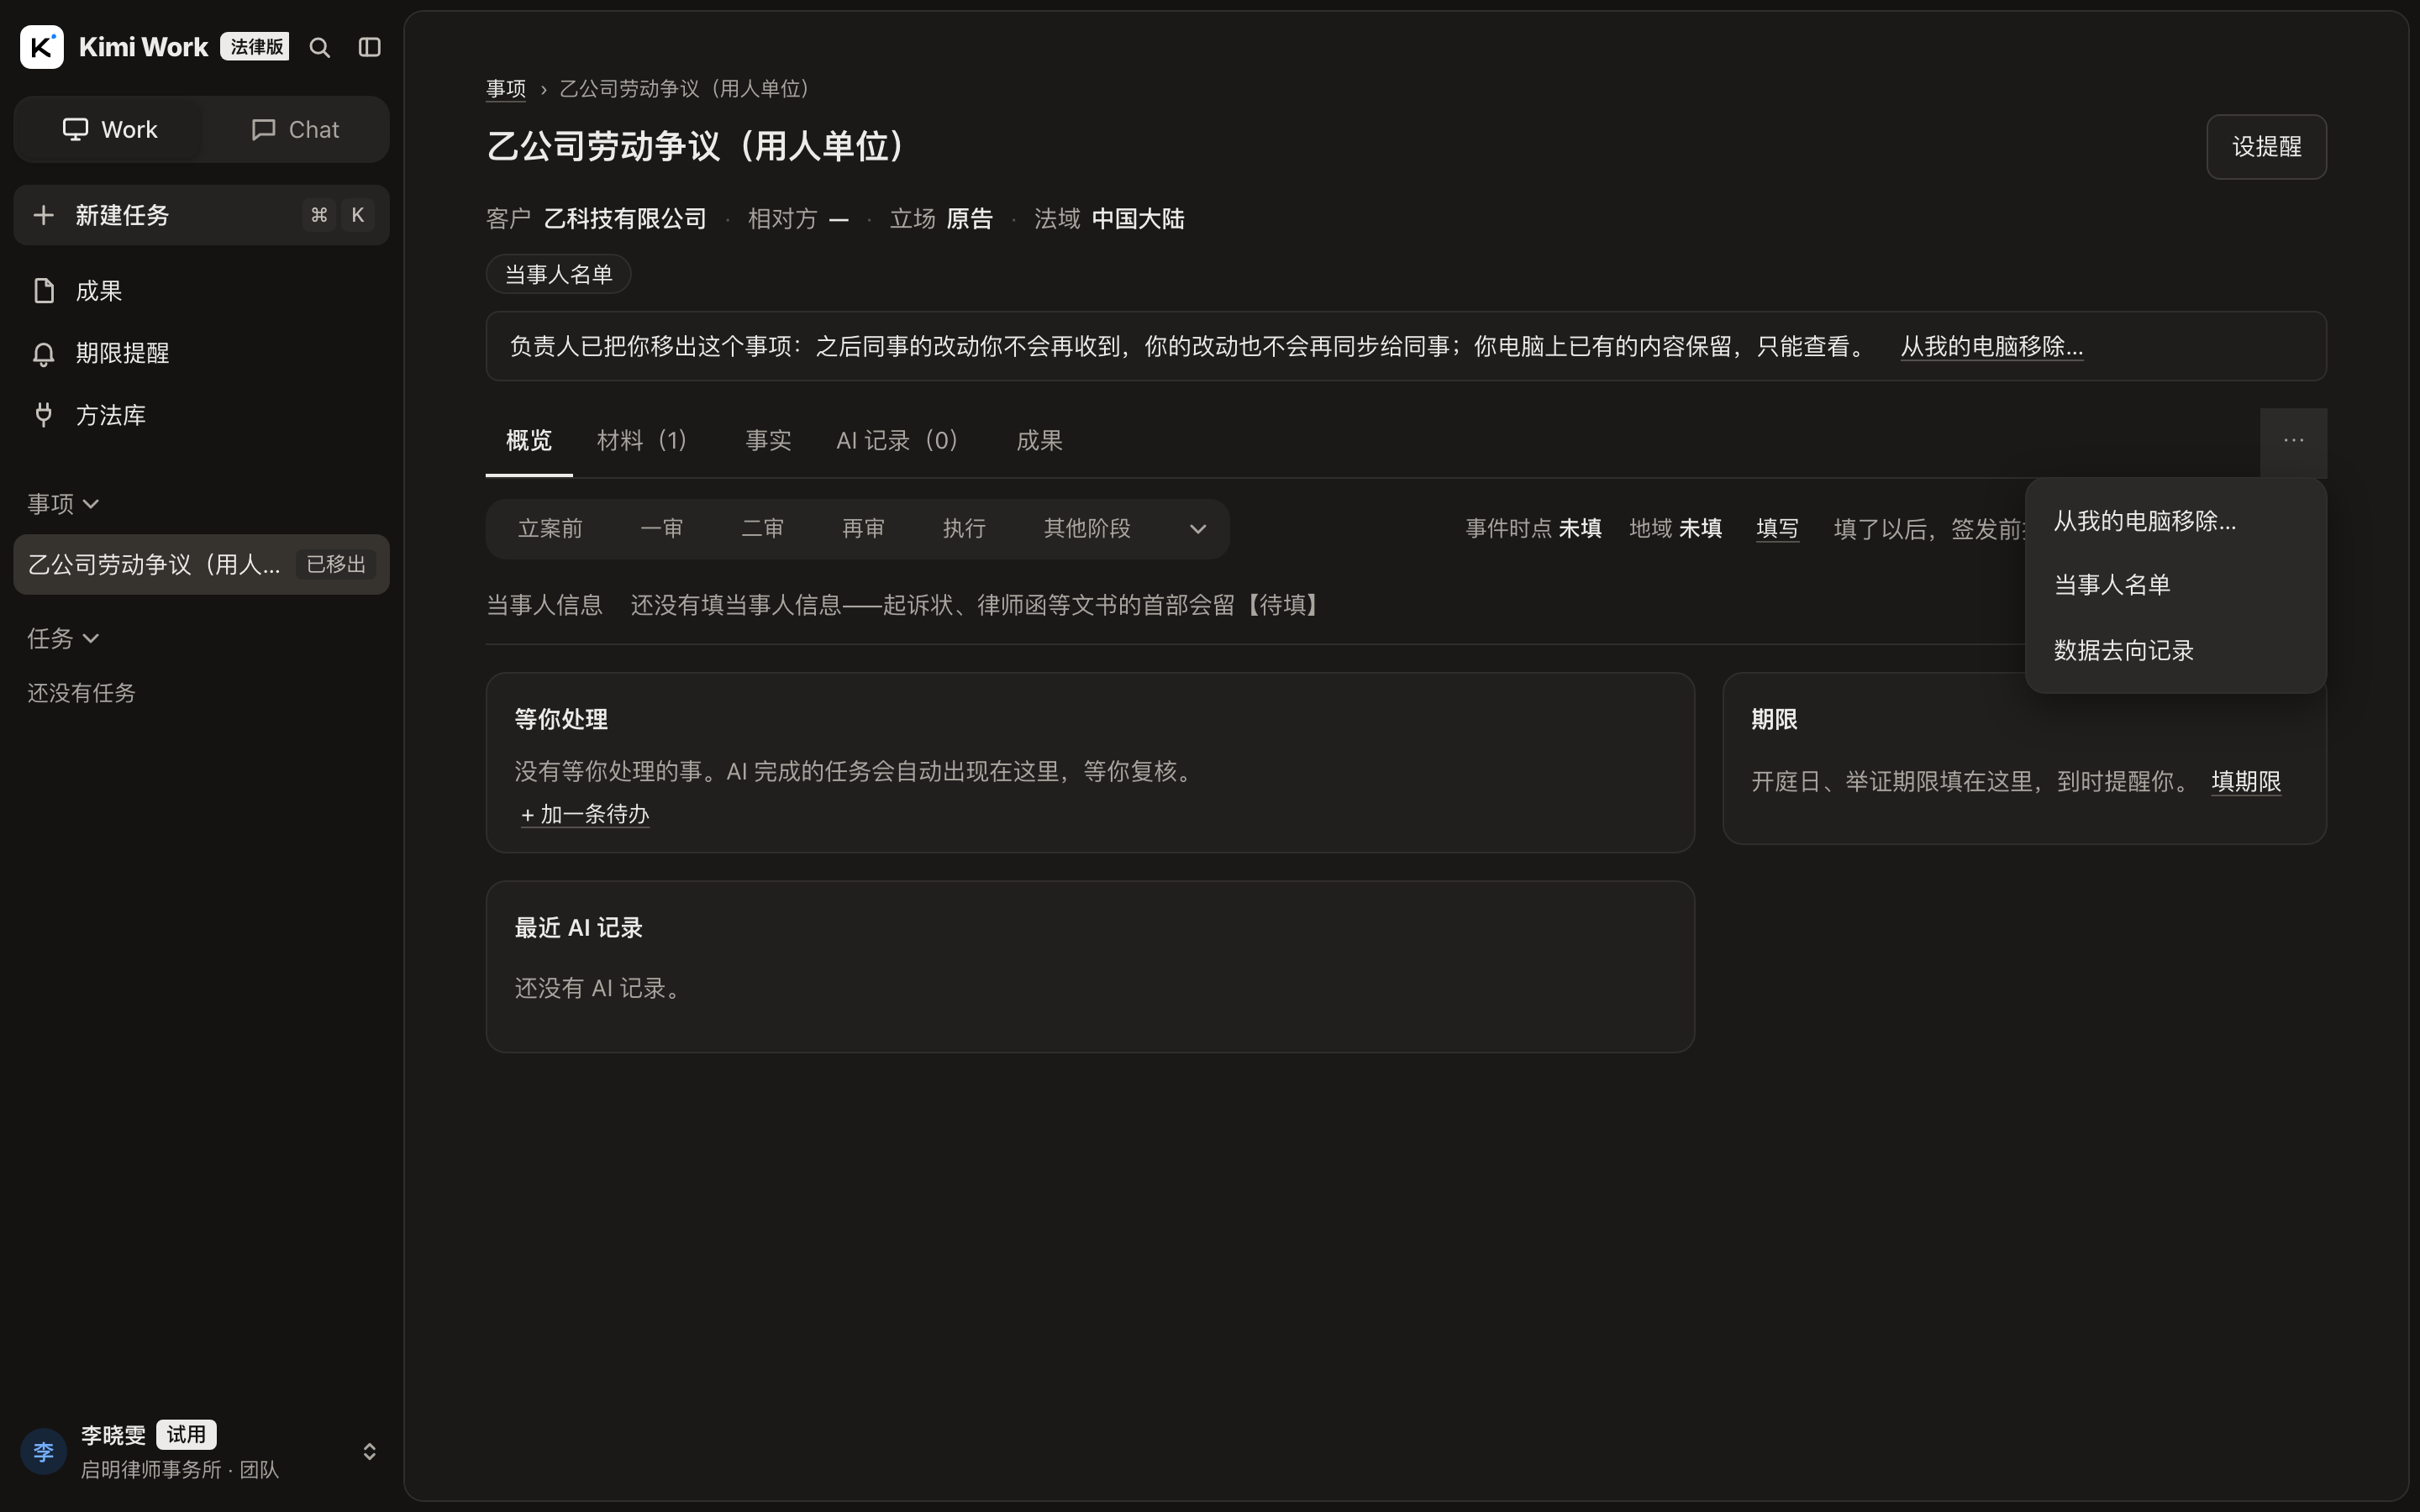 Kimi Work 法律版
Work Chat
新建任务 ⌘ K
成果
期限提醒
方法库
事项
乙公司劳动争议（用人... 已移出
任务
还没有任务
李 李晓雯 试用
启明律师事务所 · 团队
事项 › 乙公司劳动争议（用人单位）
乙公司劳动争议（用人单位）
设提醒
客户 乙科技有限公司 · 相对方 — · 立场 原告 · 法域 中国大陆
当事人名单
负责人已把你移出这个事项：之后同事的改动你不会再收到，你的改动也不会再同步给同事；你电脑上已有的内容保留，只能查看。 从我的电脑移除...
概览 材料（1） 事实 AI 记录（0） 成果 ...
立案前 一审 二审 再审 执行 其他阶段 事件时点 未填 地域 未填 填写 填了以后，签发前
从我的电脑移除...
当事人名单
数据去向记录
当事人信息 还没有填当事人信息——起诉状、律师函等文书的首部会留【待填】
等你处理
没有等你处理的事。AI 完成的任务会自动出现在这里，等你复核。
+ 加一条待办
期限
开庭日、举证期限填在这里，到时提醒你。 填期限
最近 AI 记录
还没有 AI 记录。